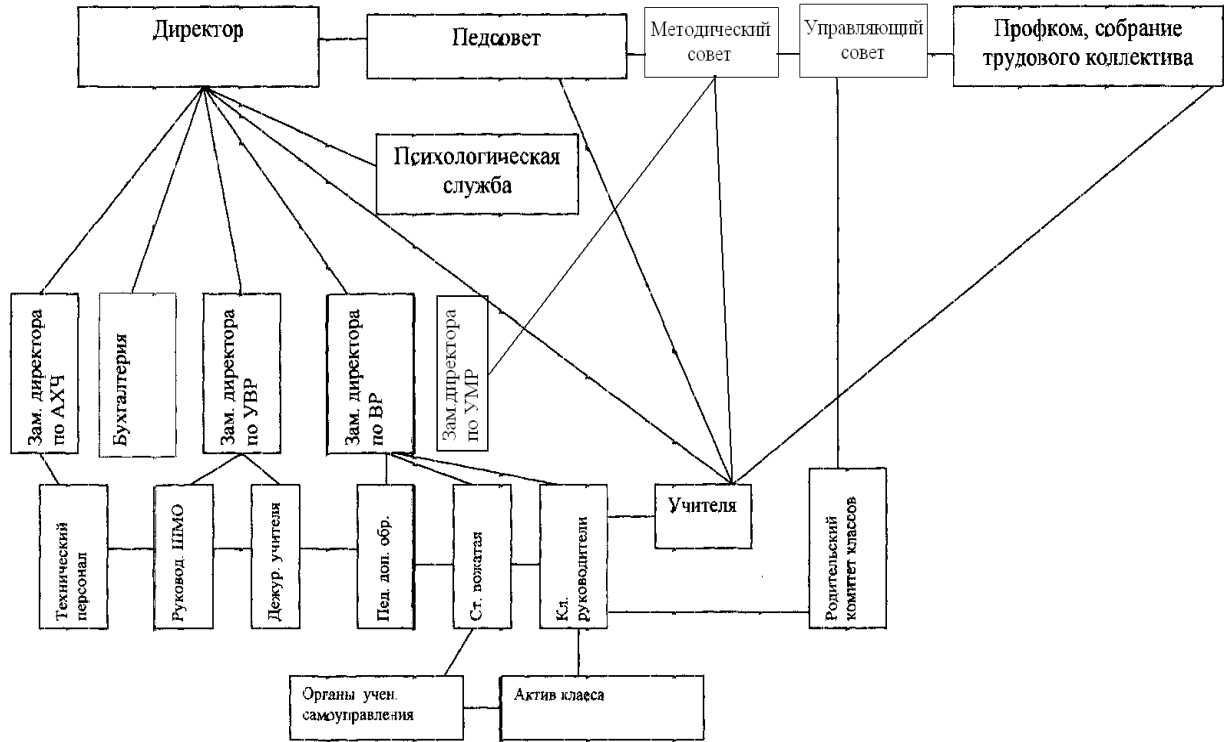 Директор
Педсовет
Методический
совет
Управляющий
совет
Профком, собрание
трудового коллектива
Психологическая
служба
Зам. директора
по АХЧ
Бухгалтерия
Зам. директора
по УВР
Зам. директора
по ВР
Зам.директора
по УМР
Технический
персонал
Руковод. ШМО
Дежур. учителя
Пед. доп. обр.
Ст. вожатая
Кл.
руководители
Учителя
Родительский
комитет классов
Органы учен.
самоуправления
Актив класса